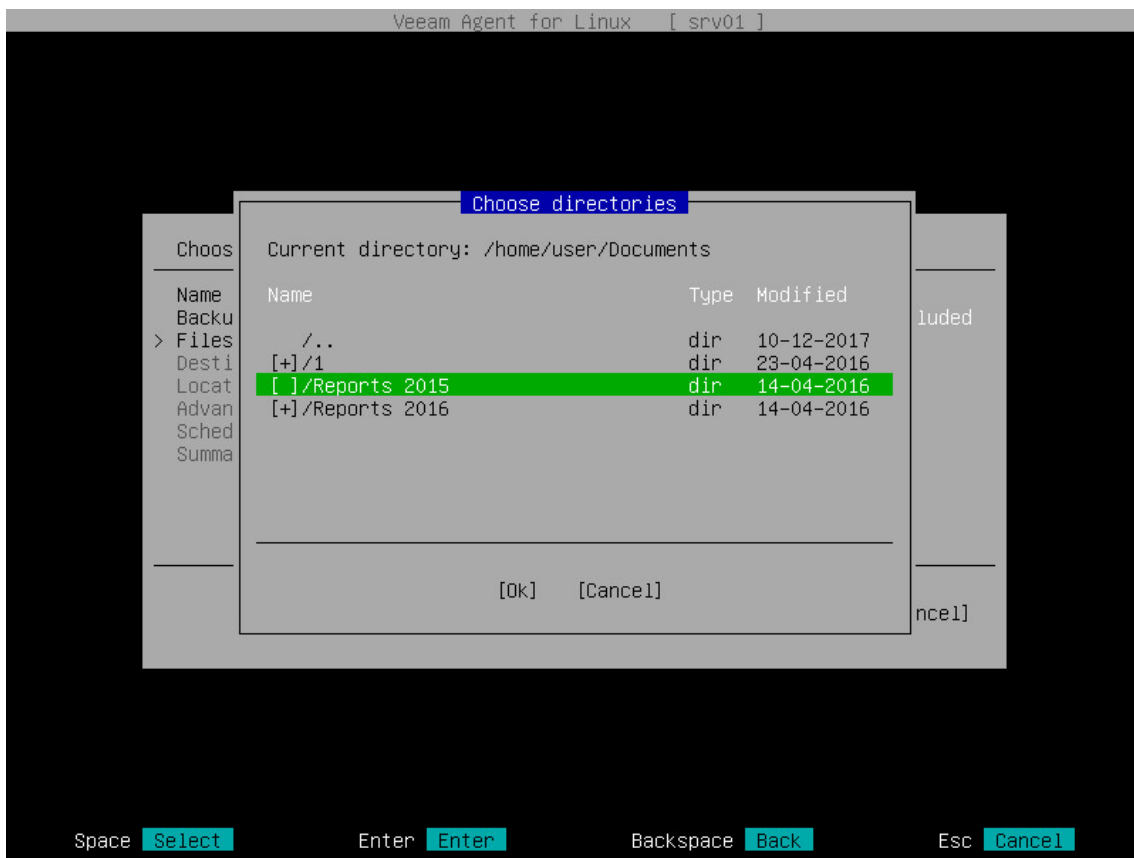 Veeam Agent for Linux [ srv01 ]
Choose directories
Choos
Current directory: /home/user/Documents
Name
Name Type Modified
Backu
luded
> Files
/.. dir 10-12-2017
Desti
[+]/1 dir 23-04-2016
Locat
[ ]/Reports 2015 dir 14-04-2016
Advan
[+]/Reports 2016 dir 14-04-2016
Sched
Summa
[Ok] [Cancel]
ncel]
Space Select Enter Enter Backspace Back Esc Cancel